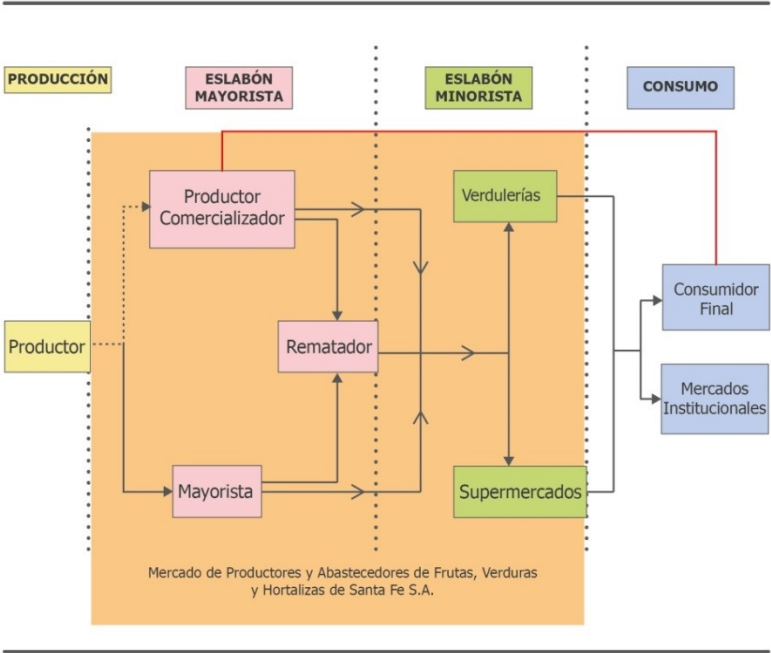 PRODUCCIÓN
ESLABÓN
MAYORISTA
ESLABÓN
MINORISTA
CONSUMO
Productor
Comercializador
Verdulerías
Consumidor
Final
Productor
Rematador
Mercados
Institucionales
Mayorista
Supermercados
Mercado de Productores y Abastecedores de Frutas, Verduras
y Hortalizas de Santa Fe S.A.